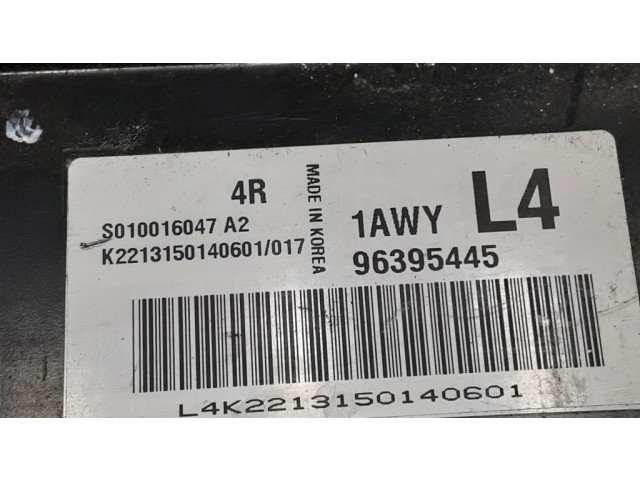 4R
S010016047 A2
K2213150140601/017
MADE IN KOREA
1AWY L4
96395445
L4K2213150140601